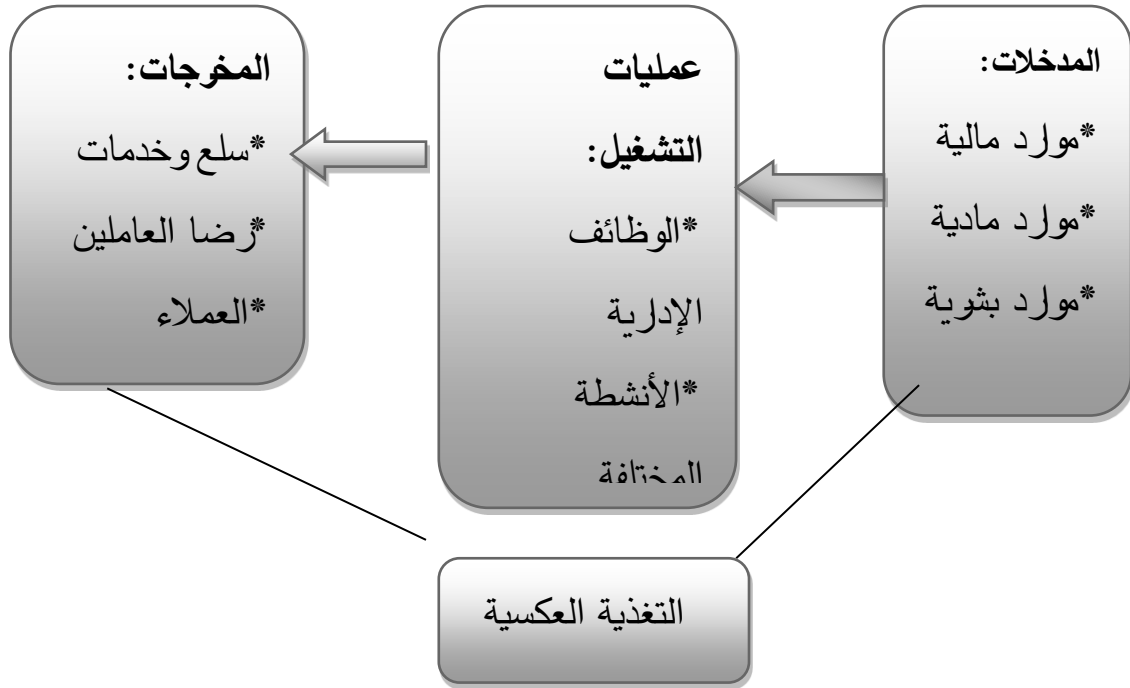 المدخلات:
*موارد مالية
*موارد مادية
*موارد بشرية
عمليات
التشغيل:
*الوظائف
الإدارية
*الأنشطة
المختلفة
المخرجات:
*سلع وخدمات
*رضا العاملين
*العملاء
التغذية العكسية